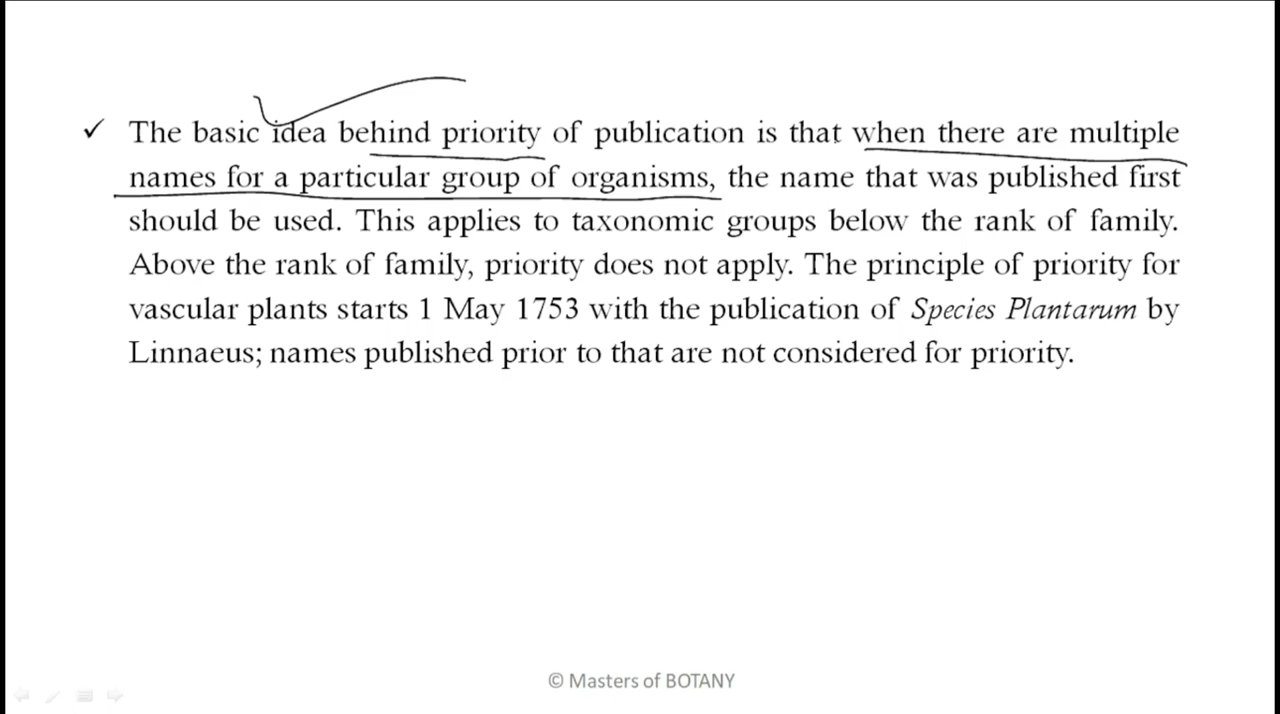 ✓ The basic idea behind priority of publication is that when there are multiple
names for a particular group of organisms, the name that was published first
should be used. This applies to taxonomic groups below the rank of family.
Above the rank of family, priority does not apply. The principle of priority for
vascular plants starts 1 May 1753 with the publication of Species Plantarum by
Linnaeus; names published prior to that are not considered for priority.
© Masters of BOTANY